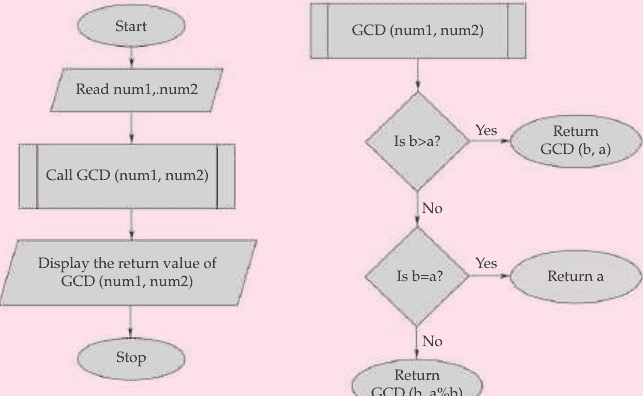 Start
Read num1,.num2
Call GCD (num1, num2)
Display the return value of
GCD (num1, num2)
Stop
GCD (num1, num2)
Is b>a?
Yes
Return
GCD (b, a)
No
Is b=a?
Yes
Return a
No
Return
GCD (b, a%b)